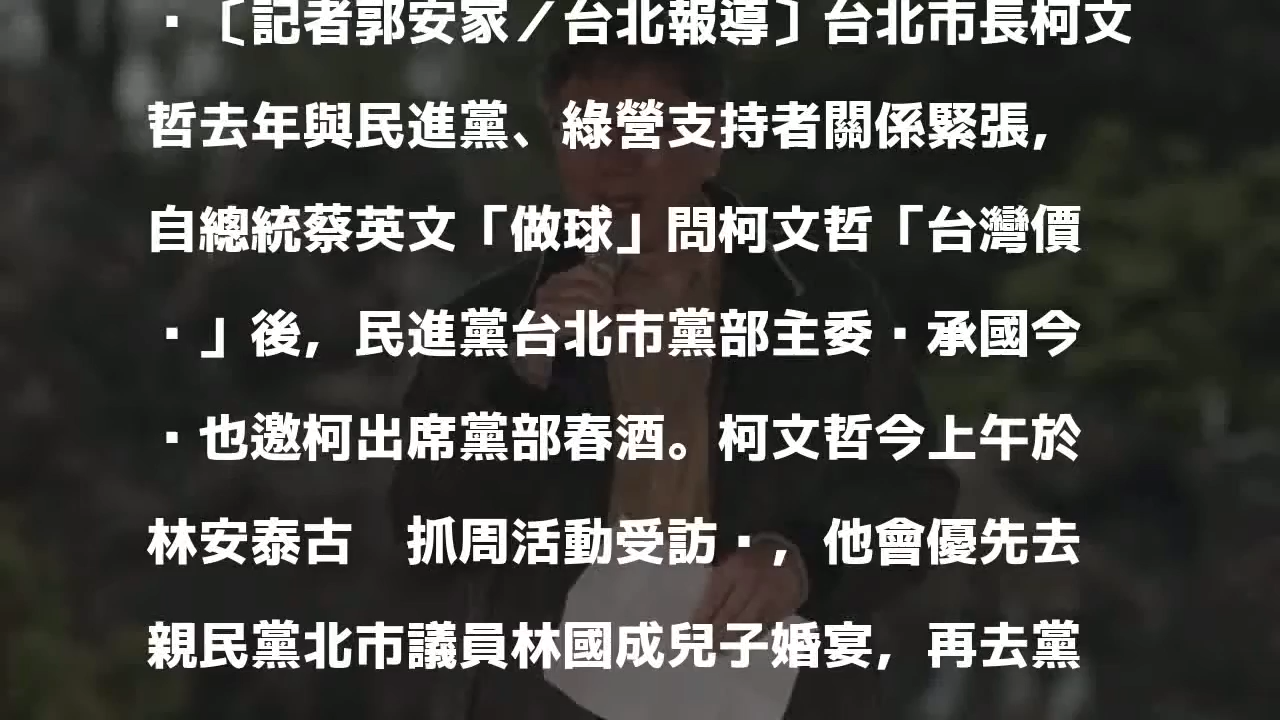 ▪〔記者郭安家／台北報導〕台北市長柯文
哲去年與民進黨、綠營支持者關係緊張，
自總統蔡英文「做球」問柯文哲「台灣價
▪」後，民進黨台北市黨部主委▪承國今
▪也邀柯出席黨部春酒。柯文哲今上午於
林安泰古　抓周活動受訪▪，他會優先去
親民黨北市議員林國成兒子婚宴，再去黨